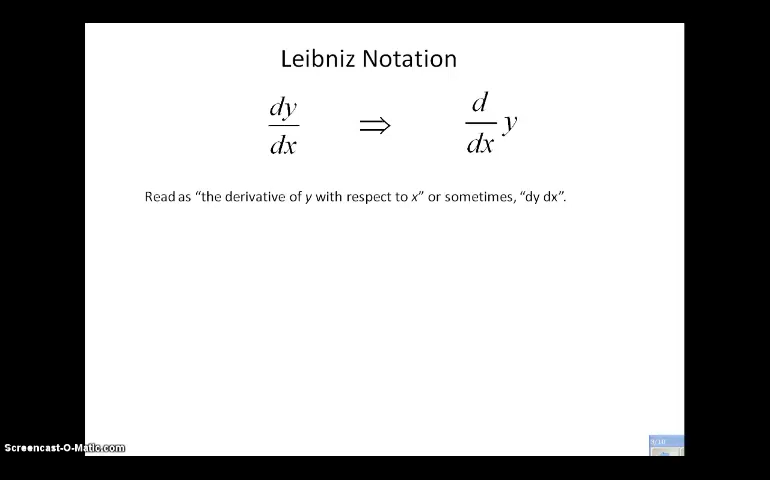 Leibniz Notation
dy/dx ⇒ d/dx y
Read as “the derivative of y with respect to x” or sometimes, “dy dx”.
Screencast-O-Matic.com